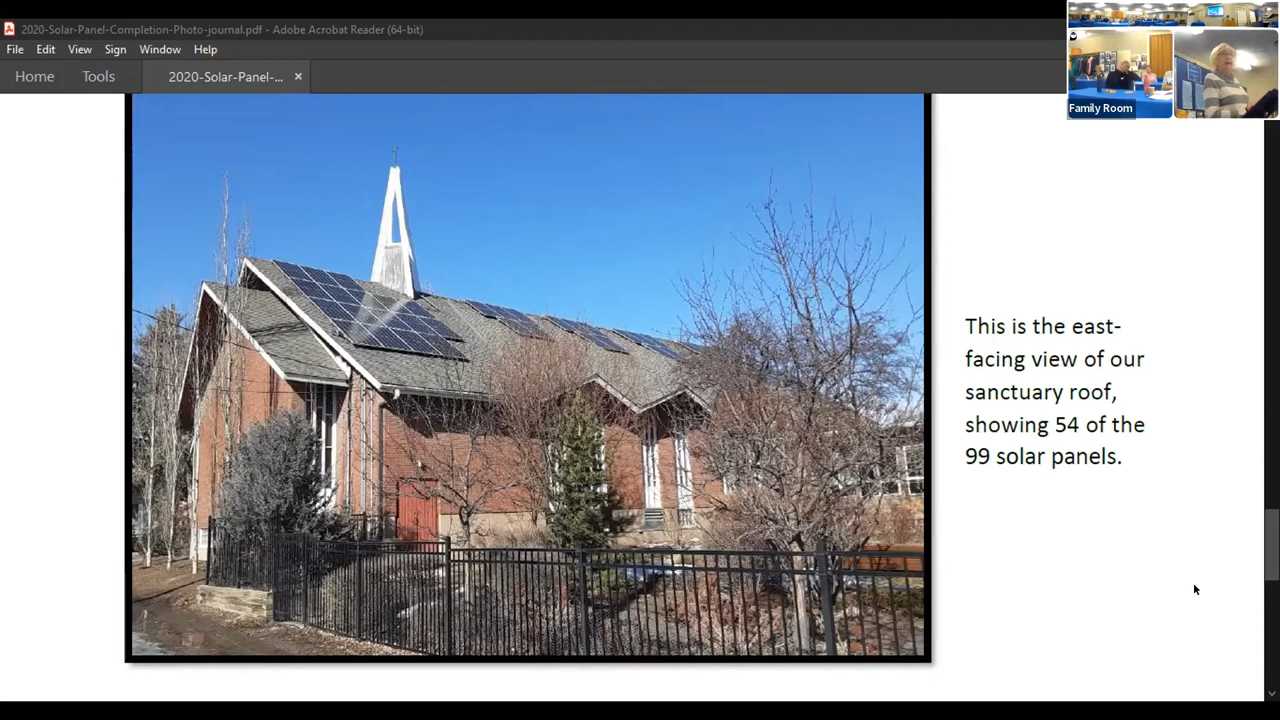 2020-Solar-Panel-Completion-Photo-journal.pdf - Adobe Acrobat Reader (64-bit)
File Edit View Sign Window Help
Home Tools 2020-Solar-Panel-... ×
Family Room
This is the east-
facing view of our
sanctuary roof,
showing 54 of the
99 solar panels.